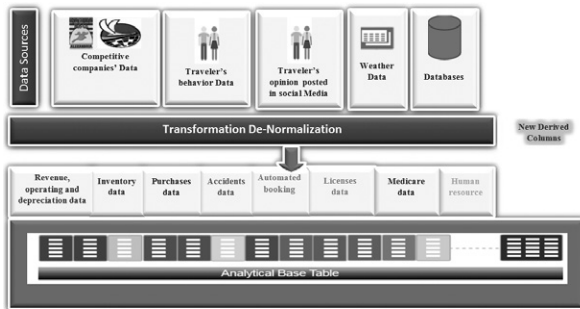 Data Sources
Competitive
companies' Data
Traveler's
behavior Data
Traveler's
opinion posted
in social Media
Weather
Data
Databases
Transformation De-Normalization
New Derived
Columns
Revenue,
operating and
depreciation data
Inventory
data
Purchases
data
Accidents
data
Automated
booking
Licenses
data
Medicare
data
Human
resource
Analytical Base Table